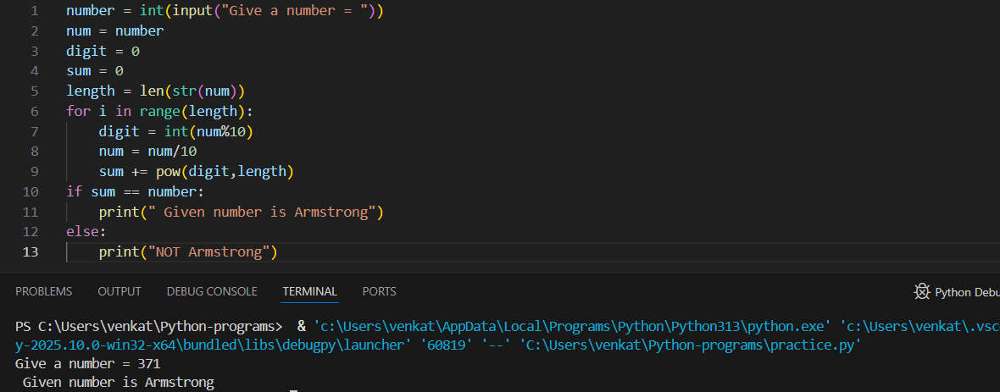 1 number = int(input("Give a number = "))
2 num = number
3 digit = 0
4 sum = 0
5 length = len(str(num))
6 for i in range(length):
7     digit = int(num%10)
8     num = num/10
9     sum += pow(digit,length)
10 if sum == number:
11     print(" Given number is Armstrong")
12 else:
13     print("NOT Armstrong")
PROBLEMS OUTPUT DEBUG CONSOLE TERMINAL PORTS Python Debu
PS C:\Users\venkat\Python-programs>  & 'c:\Users\venkat\AppData\Local\Programs\Python\Python313\python.exe' 'c:\Users\venkat\.vsc
y-2025.10.0-win32-x64\bundled\libs\debugpy\launcher' '60819' '--' 'C:\Users\venkat\Python-programs\practice.py'
Give a number = 371
 Given number is Armstrong